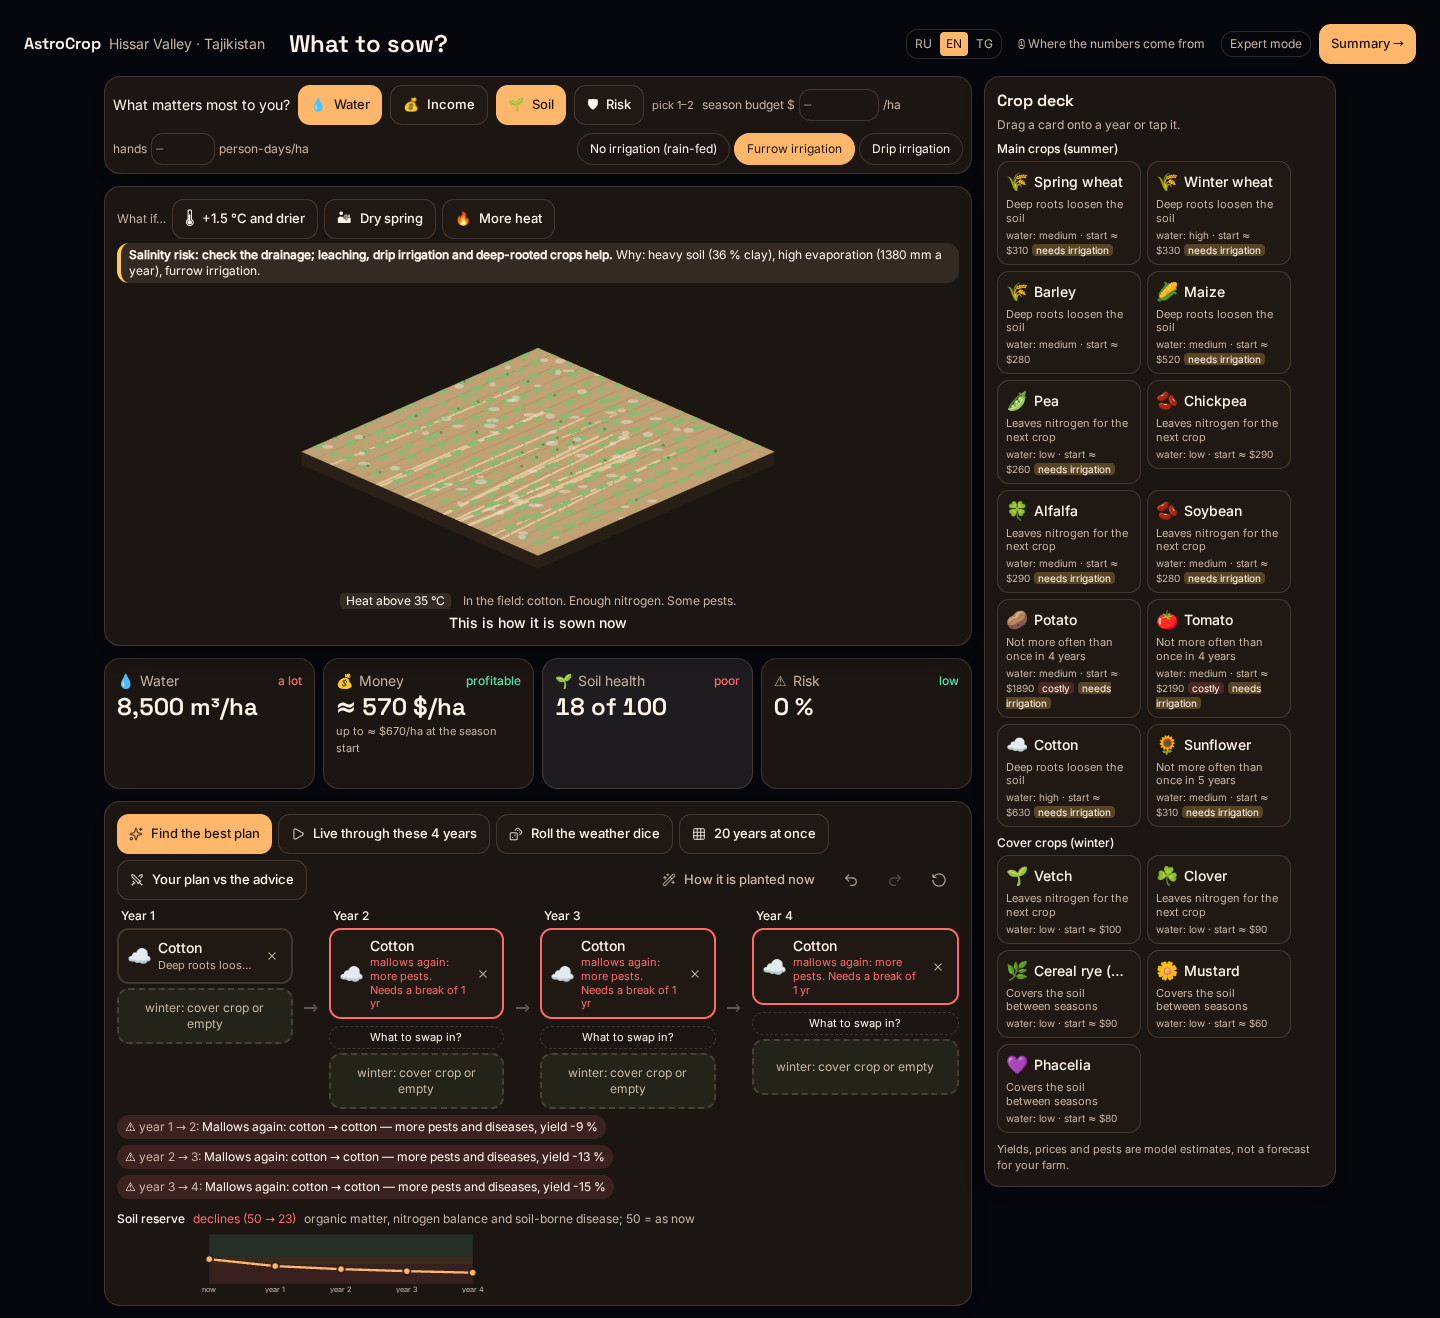 AstroCrop Hissar Valley · Tajikistan What to sow?
RU EN TG Where the numbers come from Expert mode Summary →
What matters most to you? Water Income Soil Risk pick 1–2 season budget $ – /ha
hands – person-days/ha No irrigation (rain-fed) Furrow irrigation Drip irrigation
What if… +1.5 °C and drier Dry spring More heat
Salinity risk: check the drainage; leaching, drip irrigation and deep-rooted crops help. Why: heavy soil (36 % clay), high evaporation (1380 mm a
year), furrow irrigation.
Heat above 35 °C In the field: cotton. Enough nitrogen. Some pests.
This is how it is sown now
Water a lot
8,500 m³/ha
Money profitable
≈ 570 $/ha
up to ≈ $670/ha at the season
start
Soil health poor
18 of 100
Risk low
0 %
Find the best plan Live through these 4 years Roll the weather dice 20 years at once
Your plan vs the advice How it is planted now
Year 1
Cotton
Deep roots loos...
winter: cover crop or
empty
→
Year 2
Cotton
mallows again:
more pests.
Needs a break of 1
yr
What to swap in?
winter: cover crop or
empty
→
Year 3
Cotton
mallows again:
more pests.
Needs a break of 1
yr
What to swap in?
winter: cover crop or
empty
→
Year 4
Cotton
mallows again: more
pests. Needs a break of
1 yr
What to swap in?
winter: cover crop or empty
⚠ year 1 → 2: Mallows again: cotton → cotton — more pests and diseases, yield -9 %
⚠ year 2 → 3: Mallows again: cotton → cotton — more pests and diseases, yield -13 %
⚠ year 3 → 4: Mallows again: cotton → cotton — more pests and diseases, yield -15 %
Soil reserve declines (50 → 23) organic matter, nitrogen balance and soil-borne disease; 50 = as now
now year 1 year 2 year 3 year 4
Crop deck
Drag a card onto a year or tap it.
Main crops (summer)
Spring wheat
Deep roots loosen the
soil
water: medium · start ≈
$310 needs irrigation
Winter wheat
Deep roots loosen the
soil
water: high · start ≈
$330 needs irrigation
Barley
Deep roots loosen the
soil
water: medium · start ≈
$280
Maize
Deep roots loosen the
soil
water: medium · start ≈
$520 needs irrigation
Pea
Leaves nitrogen for the
next crop
water: low · start ≈
$260 needs irrigation
Chickpea
Leaves nitrogen for the
next crop
water: low · start ≈ $290
Alfalfa
Leaves nitrogen for the
next crop
water: medium · start ≈
$290 needs irrigation
Soybean
Leaves nitrogen for the
next crop
water: medium · start ≈
$280 needs irrigation
Potato
Not more often than
once in 4 years
water: medium · start ≈
$1890 costly needs
irrigation
Tomato
Not more often than
once in 4 years
water: medium · start ≈
$2190 costly needs
irrigation
Cotton
Deep roots loosen the
soil
water: high · start ≈
$630 needs irrigation
Sunflower
Not more often than
once in 5 years
water: medium · start ≈
$310 needs irrigation
Cover crops (winter)
Vetch
Leaves nitrogen for the
next crop
water: low · start ≈ $100
Clover
Leaves nitrogen for the
next crop
water: low · start ≈ $90
Cereal rye (...
Covers the soil
between seasons
water: low · start ≈ $90
Mustard
Covers the soil
between seasons
water: low · start ≈ $60
Phacelia
Covers the soil
between seasons
water: low · start ≈ $80
Yields, prices and pests are model estimates, not a forecast
for your farm.